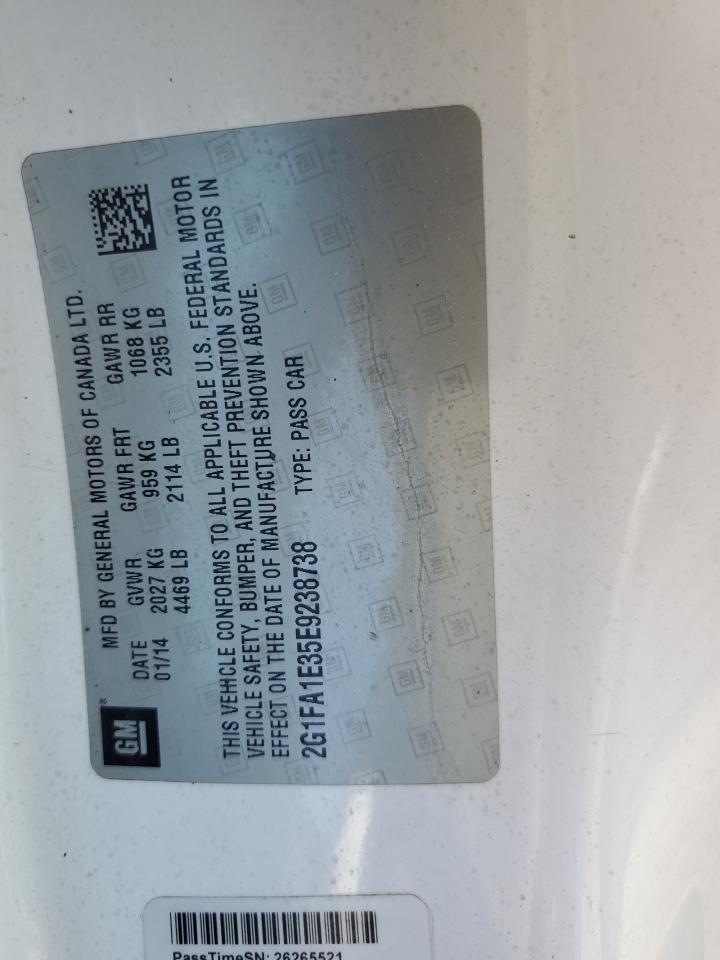 GM
MFD BY GENERAL MOTORS OF CANADA LTD.
DATE GVWR GAWR FRT GAWR RR
01/14 2027 KG 959 KG 1068 KG
4469 LB 2114 LB 2355 LB
THIS VEHICLE CONFORMS TO ALL APPLICABLE U.S. FEDERAL MOTOR
VEHICLE SAFETY, BUMPER, AND THEFT PREVENTION STANDARDS IN
EFFECT ON THE DATE OF MANUFACTURE SHOWN ABOVE.
2G1FA1E35E9238738 TYPE: PASS CAR
PassTimeSN: 26265521